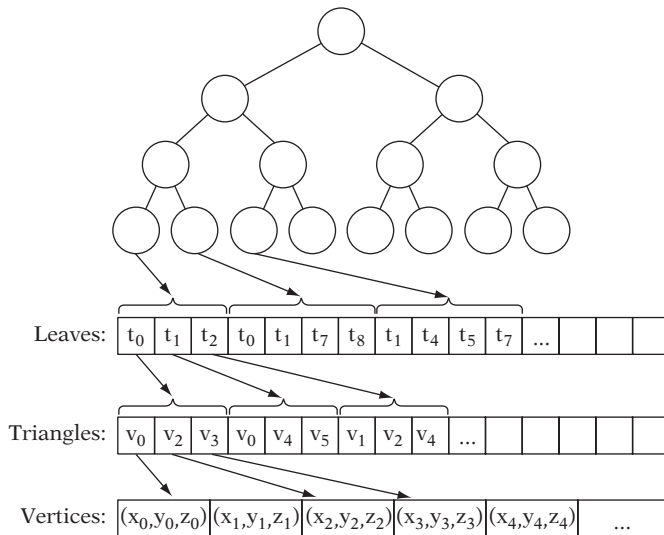 Leaves: t₀ t₁ t₂ t₀ t₁ t₇ t₈ t₁ t₄ t₅ t₇ ...
Triangles: v₀ v₂ v₃ v₀ v₄ v₅ v₁ v₂ v₄ ...
Vertices: (x₀,y₀,z₀) (x₁,y₁,z₁) (x₂,y₂,z₂) (x₃,y₃,z₃) (x₄,y₄,z₄) ...